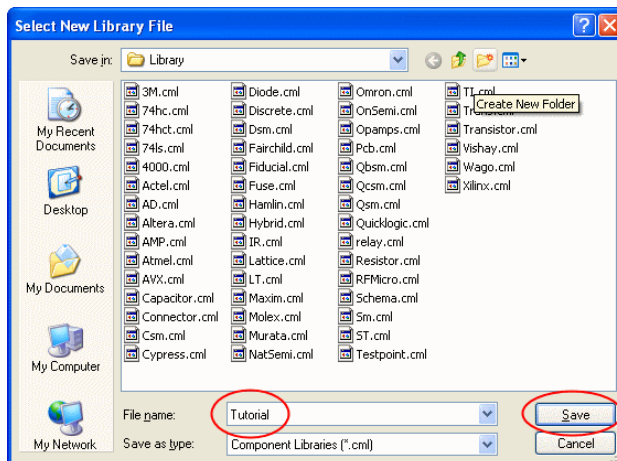 Select New Library File
Save in: Library
My Recent Documents
Desktop
My Documents
My Computer
My Network
3M.cml
74hc.cml
74hct.cml
74ls.cml
4000.cml
Actel.cml
AD.cml
Altera.cml
AMP.cml
Atmel.cml
AVX.cml
Capacitor.cml
Connector.cml
Csm.cml
Cypress.cml
Diode.cml
Discrete.cml
Dsm.cml
Fairchild.cml
Fiducial.cml
Fuse.cml
Hamlin.cml
Hybrid.cml
IR.cml
Lattice.cml
LT.cml
Maxim.cml
Molex.cml
Murata.cml
NatSemi.cml
Omron.cml
OnSemi.cml
Opamps.cml
Pcb.cml
Qbsm.cml
Qcsm.cml
Qsm.cml
Quicklogic.cml
relay.cml
Resistor.cml
RFMicro.cml
Schema.cml
Sm.cml
ST.cml
Testpoint.cml
TI.cml
Create New Folder
Transistor.cml
Vishay.cml
Wago.cml
Xilinx.cml
File name: Tutorial
Save
Save as type: Component Libraries (*.cml)
Cancel